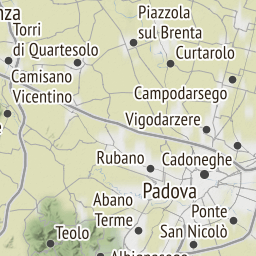 nza
Torri
di Quartesolo
Piazzola
sul Brenta
Curtarolo
Camisano
Vicentino
Campodarsego
Vigodarzere
Rubano
Cadoneghe
Padova
Abano
Terme
Ponte
San Nicolò
Teolo